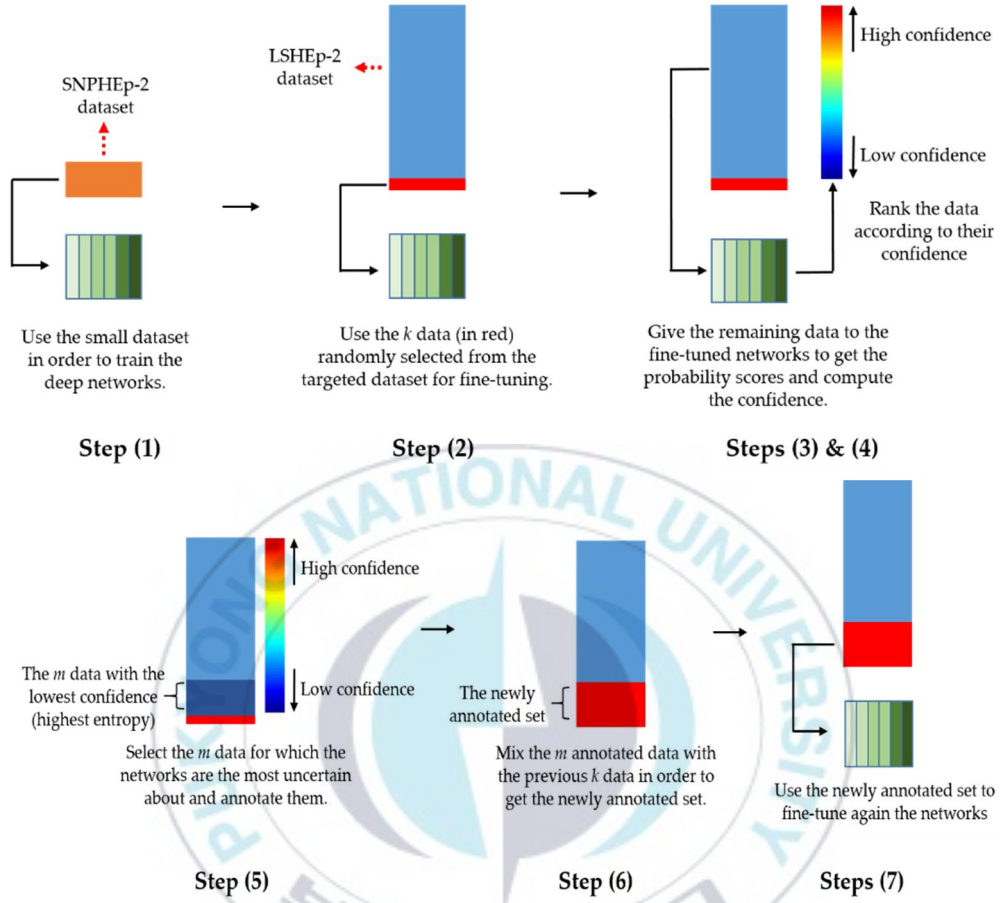 SNPHEp-2
dataset
Use the small dataset
in order to train the
deep networks.
Step (1)
LSHEp-2
dataset
Use the k data (in red)
randomly selected from the
targeted dataset for fine-tuning.
Step (2)
High confidence
Low confidence
Rank the data
according to their
confidence
Give the remaining data to the
fine-tuned networks to get the
probability scores and compute
the confidence.
Steps (3) & (4)
High confidence
Low confidence
The m data with the
lowest confidence
(highest entropy)
Select the m data for which the
networks are the most uncertain
about and annotate them.
Step (5)
The newly
annotated set
Mix the m annotated data with
the previous k data in order to
get the newly annotated set.
Step (6)
Use the newly annotated set to
fine-tune again the networks
Steps (7)
PUKYONG NATIONAL UNIVERSITY